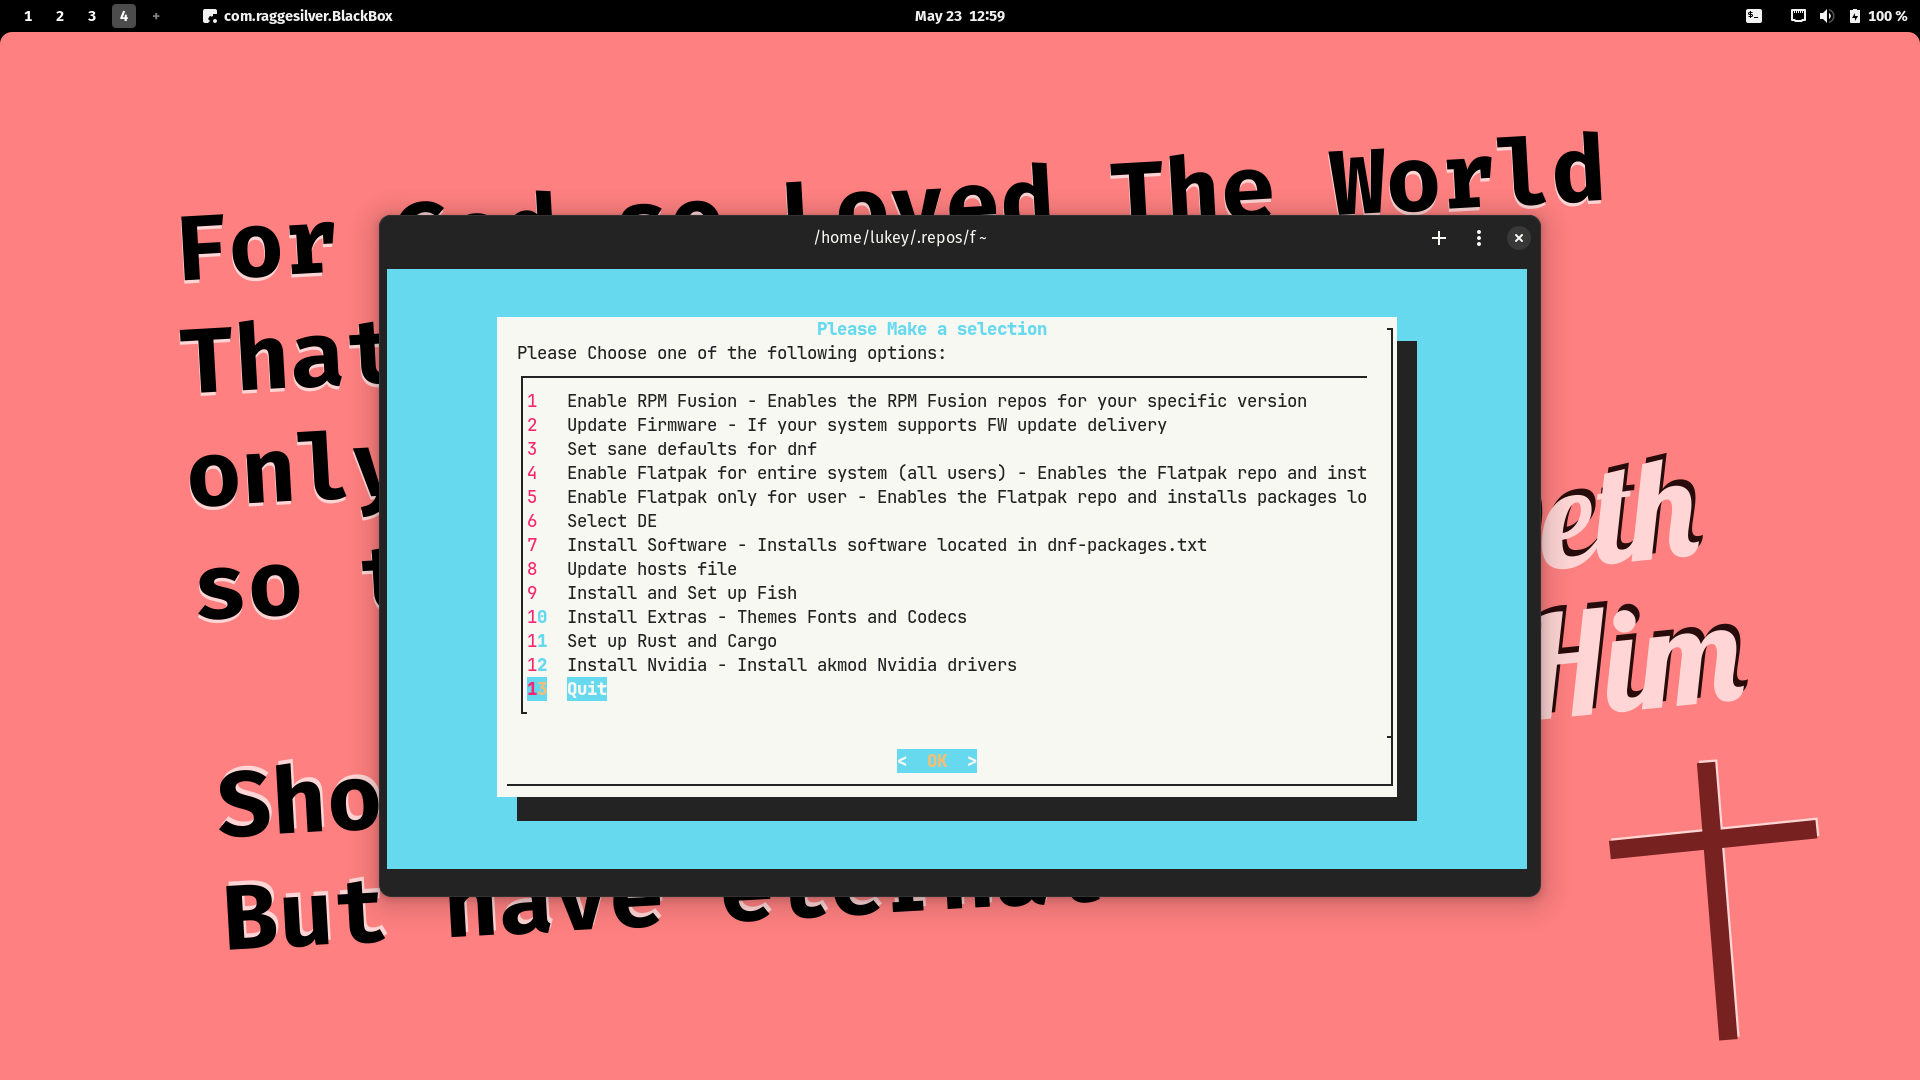 1 2 3 4 + com.raggesilver.BlackBox May 23 12:59 100 %
For God so Loved The World
/home/lukey/.repos/f ~
Please Make a selection
Please Choose one of the following options:
1 Enable RPM Fusion - Enables the RPM Fusion repos for your specific version
2 Update Firmware - If your system supports FW update delivery
3 Set sane defaults for dnf
4 Enable Flatpak for entire system (all users) - Enables the Flatpak repo and inst
5 Enable Flatpak only for user - Enables the Flatpak repo and installs packages lo
6 Select DE
7 Install Software - Installs software located in dnf-packages.txt
8 Update hosts file
9 Install and Set up Fish
10 Install Extras - Themes Fonts and Codecs
11 Set up Rust and Cargo
12 Install Nvidia - Install akmod Nvidia drivers
13 Quit
< OK >
That
only
so t
eth
Him
Sho
But have eternal